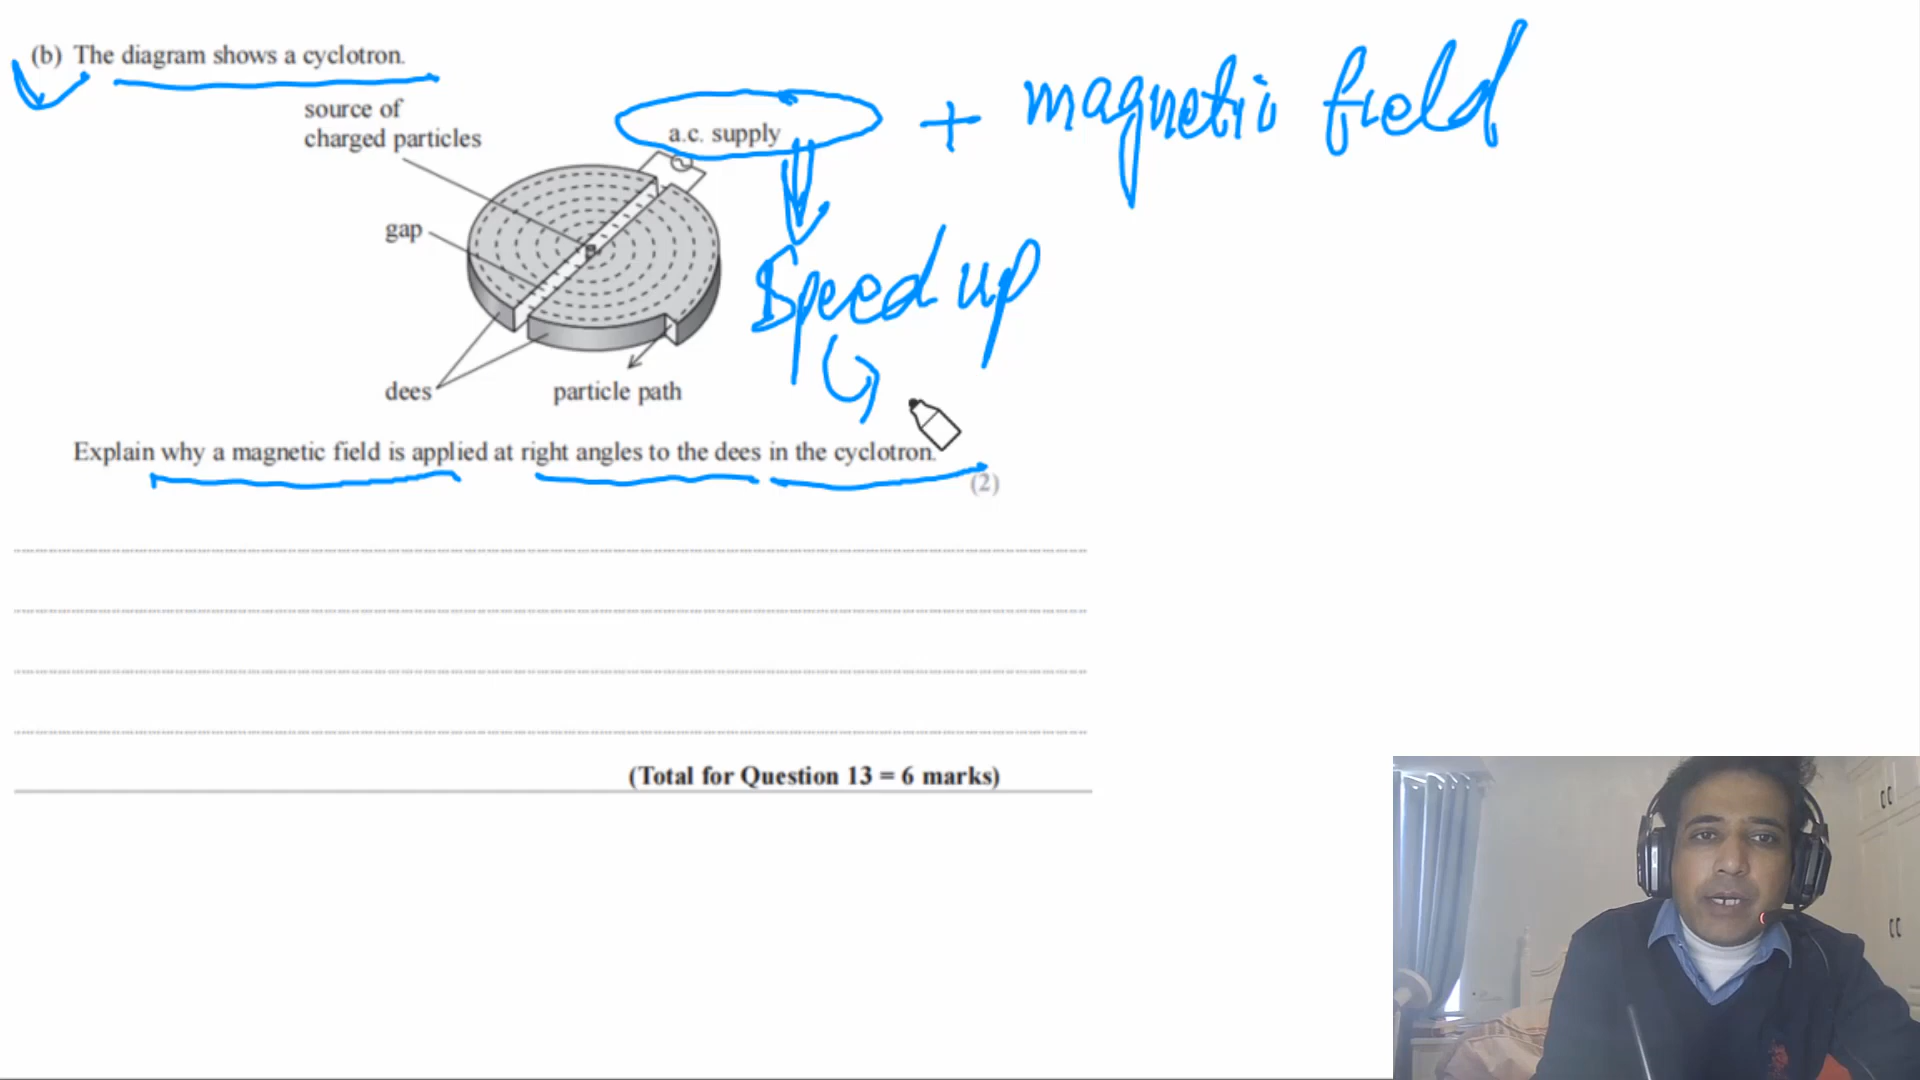 (b) The diagram shows a cyclotron.
source of
charged particles
a.c. supply
+ magnetic field
gap
Speed up
dees
particle path
Explain why a magnetic field is applied at right angles to the dees in the cyclotron.
(2)
(Total for Question 13 = 6 marks)